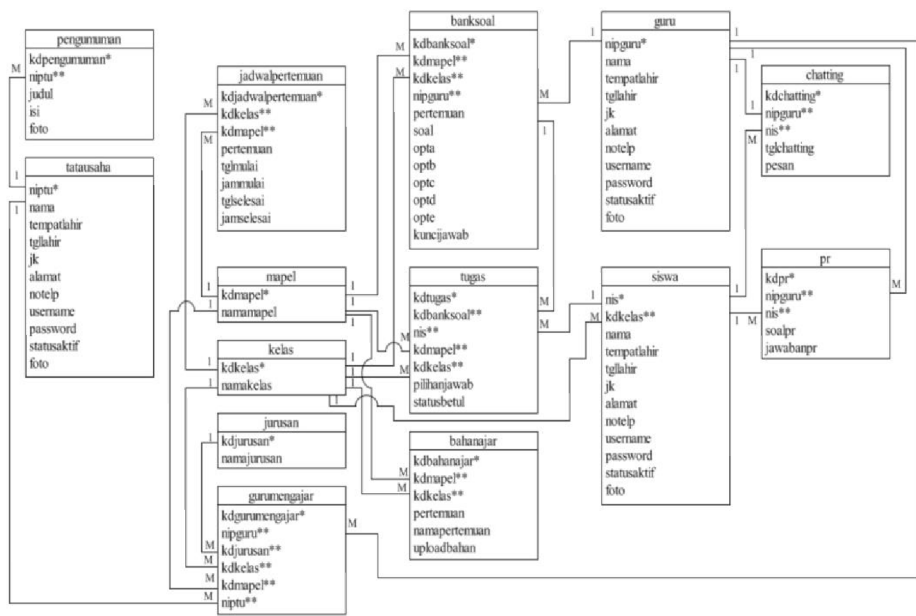 pengumuman
kdpengumuman*
niptu**
judul
isi
foto
tatausaha
niptu*
nama
tempatlahir
tgllahir
jk
alamat
notelp
username
password
statusaktif
foto
jadwalpertemuan
kdjadwalpertemuan*
kdkelas**
kdmapel**
pertemuan
tglmulai
jammulai
tglselesai
jamselesai
mapel
kdmapel*
namamapel
kelas
kdkelas*
namakelas
jurusan
kdjurusan*
namajurusan
gurumengajar
kdgurumengajar*
nipguru**
kdjurusan**
kdkelas**
kdmapel**
niptu**
banksoal
kdbanksoal*
kdmapel**
kdkelas**
nipguru**
pertemuan
soal
opta
optb
optc
optd
opte
kuncijawab
tugas
kdtugas*
kdbanksoal**
nis**
kdmapel**
kdkelas**
pilihanjawab
statusbetul
bahanajar
kdbahanajar*
kdmapel**
kdkelas**
pertemuan
namapertemuan
uploadbahan
guru
nipguru*
nama
tempatlahir
tgllahir
jk
alamat
notelp
username
password
statusaktif
foto
siswa
nis*
kdkelas**
nama
tempatlahir
tgllahir
jk
alamat
notelp
username
password
statusaktif
foto
chatting
kdchatting*
nipguru**
nis**
tglchatting
pesan
pr
kdpr*
nipguru**
nis**
soalpr
jawabanpr